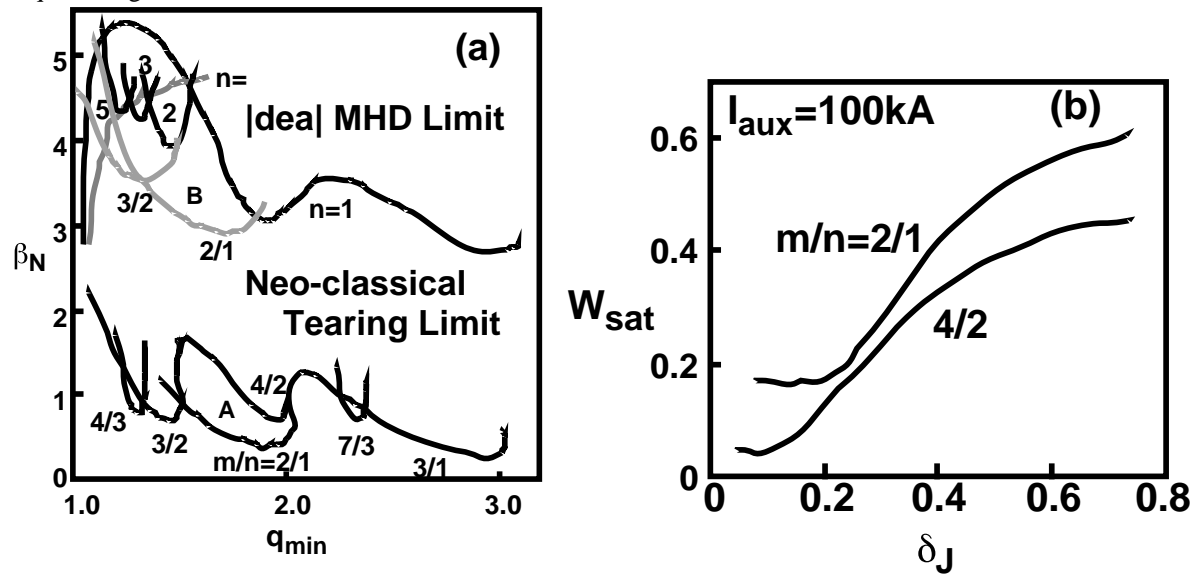 (a)
5
4
3
2
1
0
β_N
3
n=
5
2
|dea| MHD Limit
3/2
B
2/1
n=1
Neo-classical
Tearing Limit
4/3
3/2
A
4/2
m/n=2/1
7/3
3/1
1.0
2.0
3.0
q_min
(b)
I_aux=100kA
0.6
0.4
0.2
0
W_sat
m/n=2/1
4/2
0
0.2
0.4
0.6
0.8
δ_J